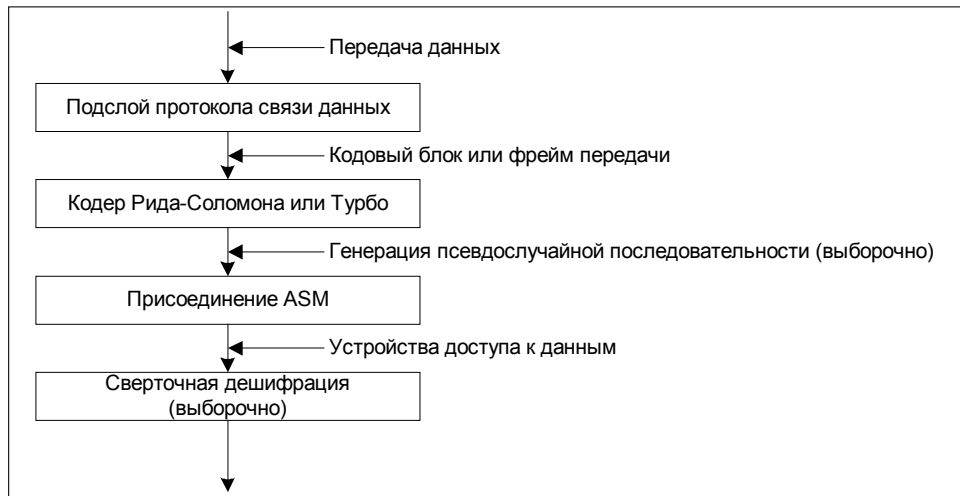 Передача данных
Подслой протокола связи данных
Кодовый блок или фрейм передачи
Кодер Рида-Соломона или Турбо
Генерация псевдослучайной последовательности (выборочно)
Присоединение ASM
Устройства доступа к данным
Сверточная дешифрация
(выборочно)